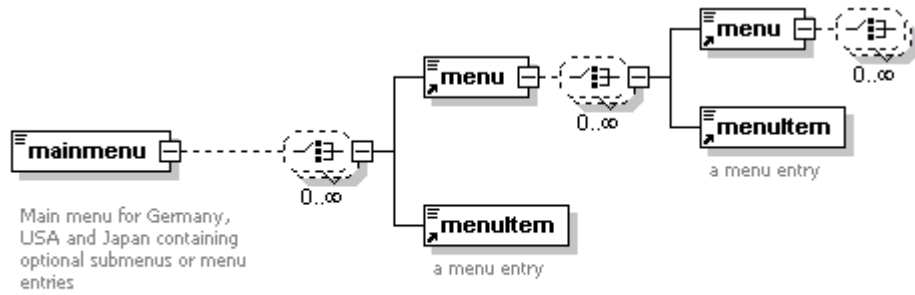 menu
0..∞
menu
0..∞
menuItem
a menu entry
mainmenu
0..∞
Main menu for Germany,
USA and Japan containing
optional submenus or menu
entries
menuItem
a menu entry